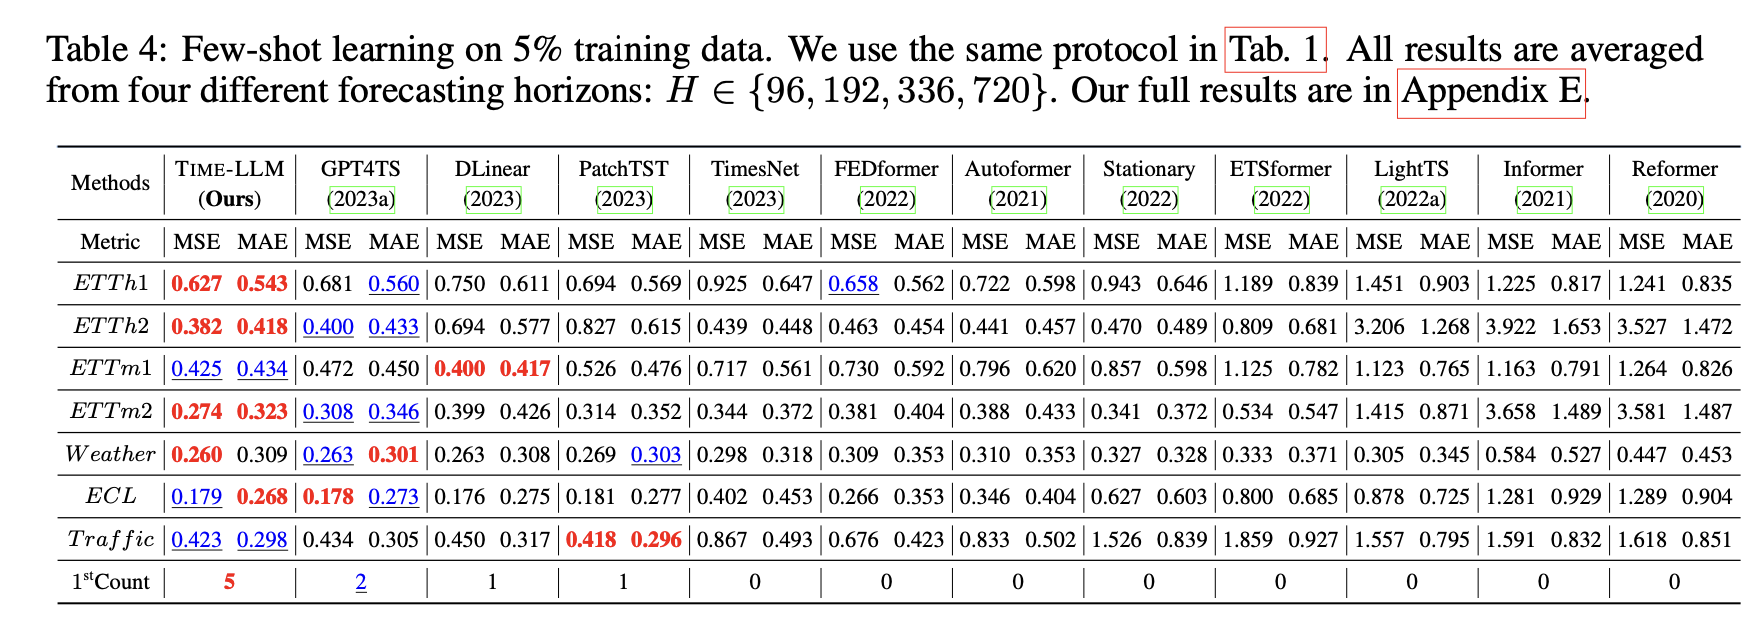 Table 4: Few-shot learning on 5% training data. We use the same protocol in Tab. 1. All results are averaged
from four different forecasting horizons: H ∈ {96, 192, 336, 720}. Our full results are in Appendix E.
Methods TIME-LLM (Ours) GPT4TS (2023a) DLinear (2023) PatchTST (2023) TimesNet (2023) FEDformer (2022) Autoformer (2021) Stationary (2022) ETSformer (2022) LightTS (2022a) Informer (2021) Reformer (2020)
Metric MSE MAE MSE MAE MSE MAE MSE MAE MSE MAE MSE MAE MSE MAE MSE MAE MSE MAE MSE MAE MSE MAE MSE MAE
ETTh1 0.627 0.543 0.681 0.560 0.750 0.611 0.694 0.569 0.925 0.647 0.658 0.562 0.722 0.598 0.943 0.646 1.189 0.839 1.451 0.903 1.225 0.817 1.241 0.835
ETTh2 0.382 0.418 0.400 0.433 0.694 0.577 0.827 0.615 0.439 0.448 0.463 0.454 0.441 0.457 0.470 0.489 0.809 0.681 3.206 1.268 3.922 1.653 3.527 1.472
ETTm1 0.425 0.434 0.472 0.450 0.400 0.417 0.526 0.476 0.717 0.561 0.730 0.592 0.796 0.620 0.857 0.598 1.125 0.782 1.123 0.765 1.163 0.791 1.264 0.826
ETTm2 0.274 0.323 0.308 0.346 0.399 0.426 0.314 0.352 0.344 0.372 0.381 0.404 0.388 0.433 0.341 0.372 0.534 0.547 1.415 0.871 3.658 1.489 3.581 1.487
Weather 0.260 0.309 0.263 0.301 0.263 0.308 0.269 0.303 0.298 0.318 0.309 0.353 0.310 0.353 0.327 0.328 0.333 0.371 0.305 0.345 0.584 0.527 0.447 0.453
ECL 0.179 0.268 0.178 0.273 0.176 0.275 0.181 0.277 0.402 0.453 0.266 0.353 0.346 0.404 0.627 0.603 0.800 0.685 0.878 0.725 1.281 0.929 1.289 0.904
Traffic 0.423 0.298 0.434 0.305 0.450 0.317 0.418 0.296 0.867 0.493 0.676 0.423 0.833 0.502 1.526 0.839 1.859 0.927 1.557 0.795 1.591 0.832 1.618 0.851
1stCount 5 2 1 1 0 0 0 0 0 0 0 0